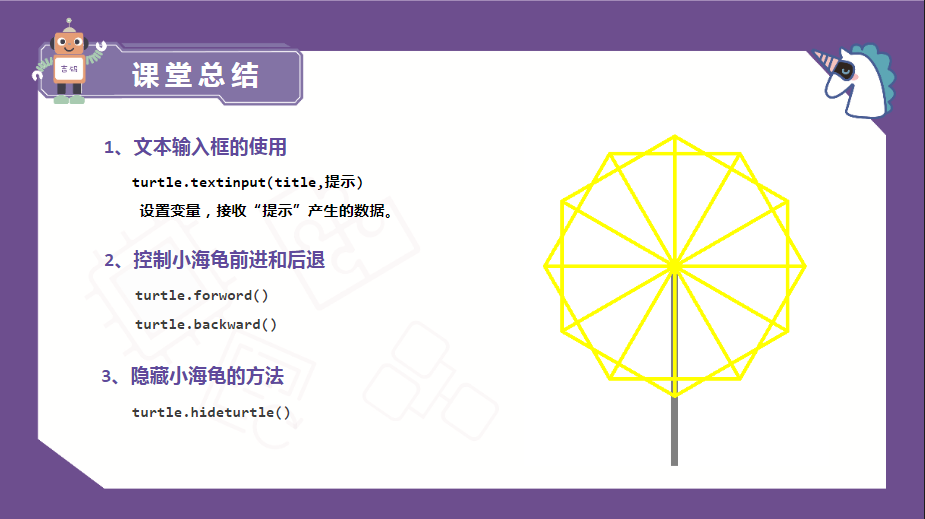 课堂总结
1、文本输入框的使用
turtle.textinput(title,提示)
设置变量，接收“提示”产生的数据。
2、控制小海龟前进和后退
turtle.forword()
turtle.backward()
3、隐藏小海龟的方法
turtle.hideturtle()